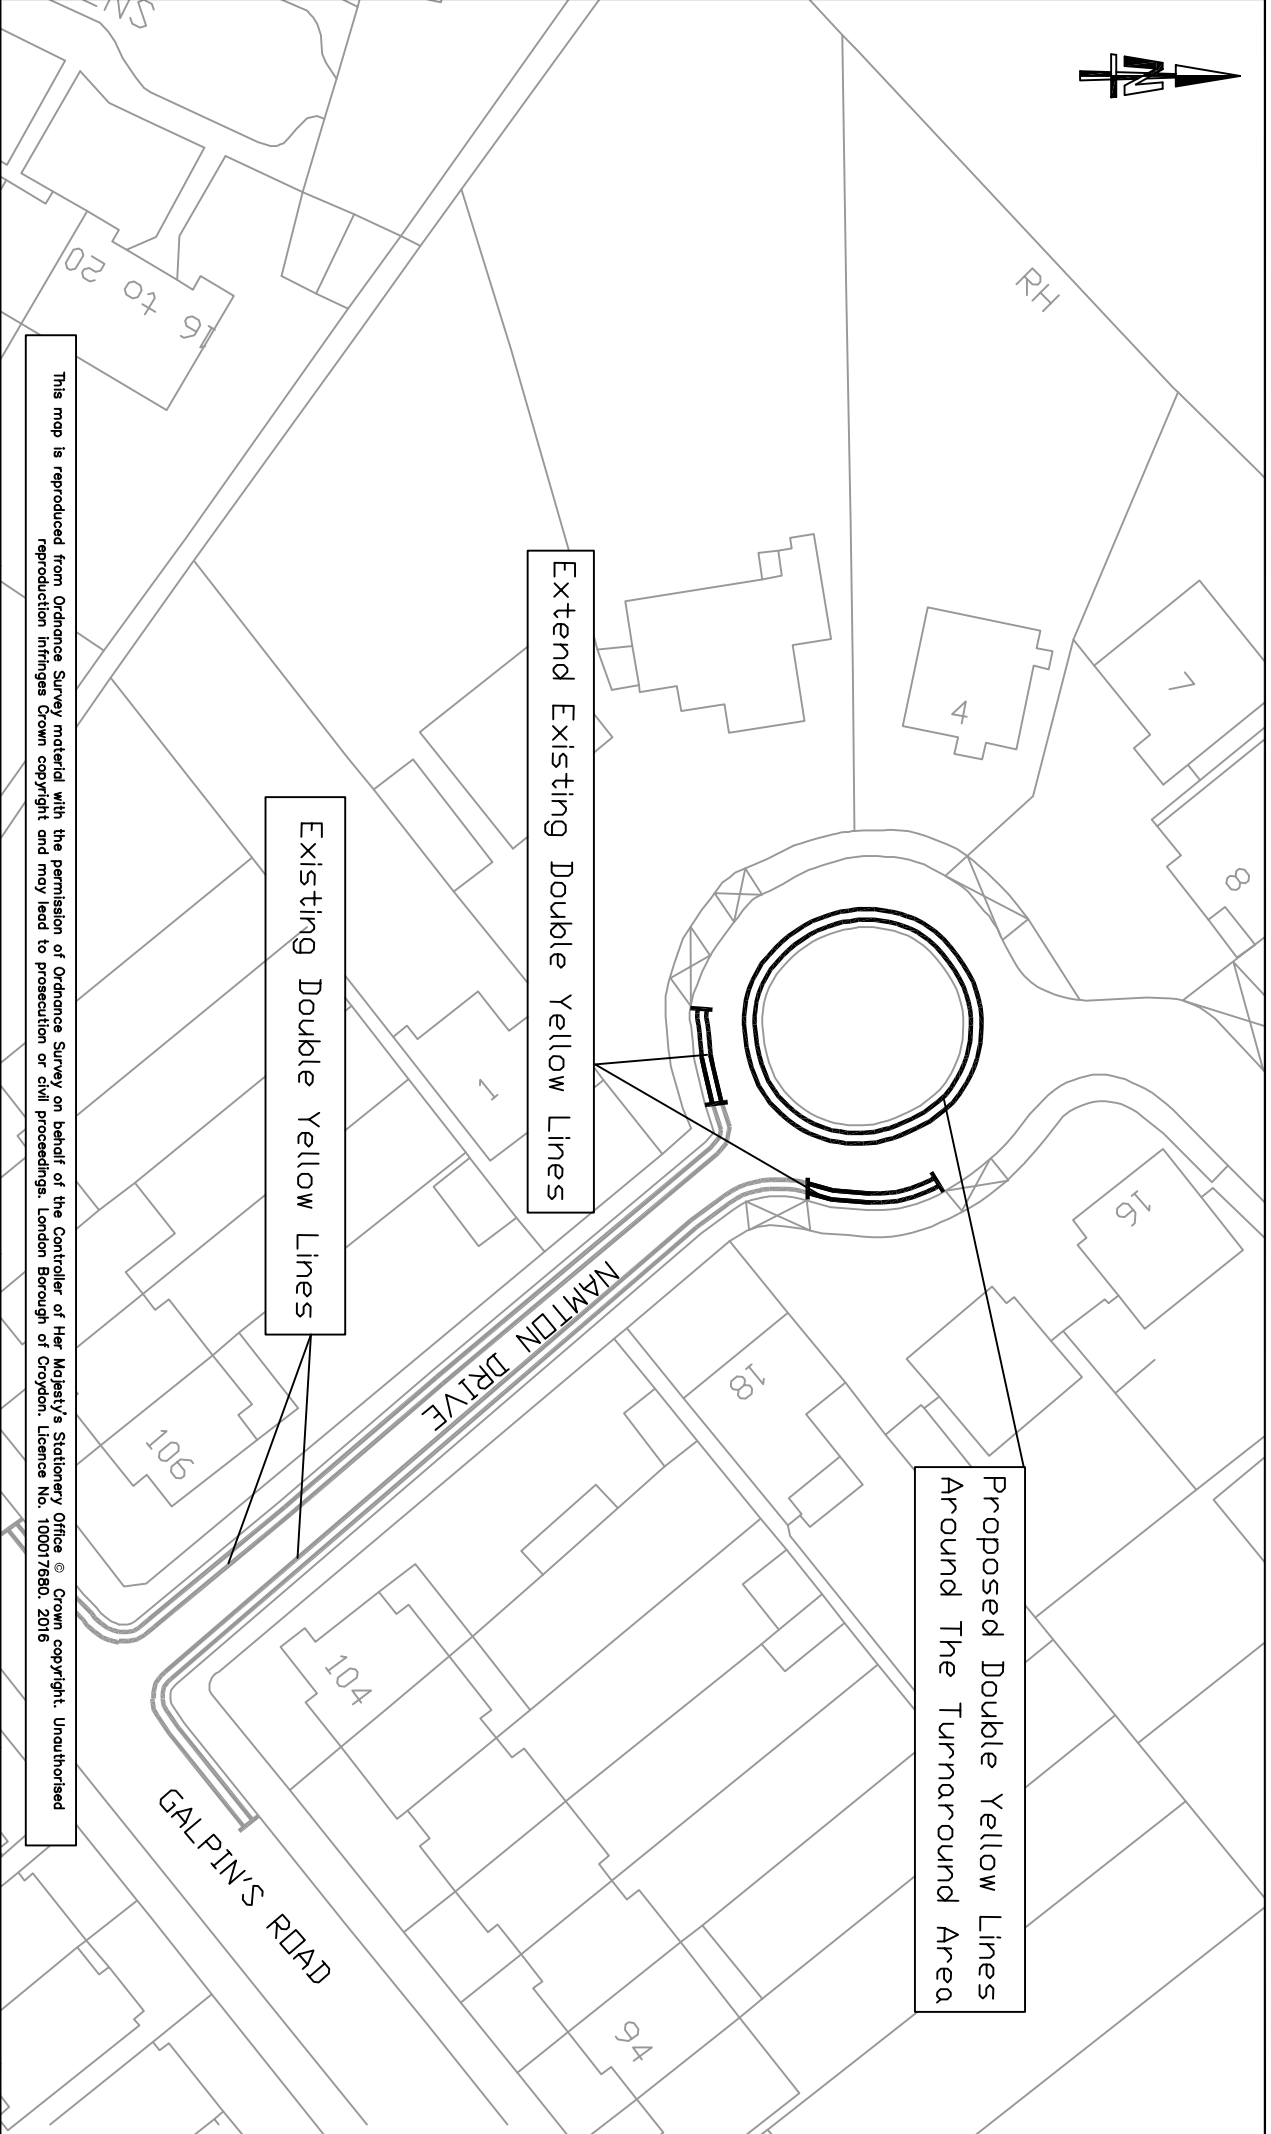 N
RH
7
4
8
16
Proposed Double Yellow Lines
Around The Turnaround Area
Extend Existing Double Yellow Lines
18
NAMTON DRIVE
1
Existing Double Yellow Lines
106
104
94
GALPIN'S ROAD
16 to 20
This map is reproduced from Ordnance Survey material with the permission of Ordnance Survey on behalf of the Controller of Her Majesty's Stationery Office © Crown copyright. Unauthorised
reproduction infringes Crown copyright and may lead to prosecution or civil proceedings. London Borough of Croydon. Licence No. 100017680. 2016